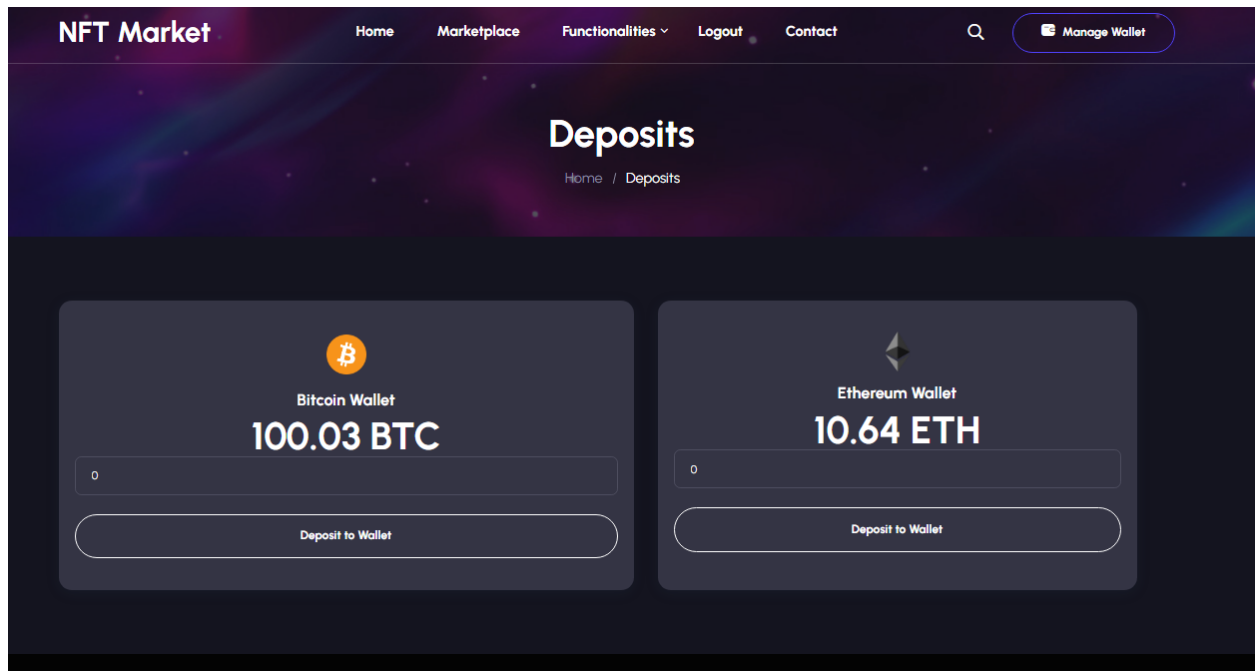 NFT Market Home Marketplace Functionalities Logout Contact Manage Wallet
Deposits
Home / Deposits
Bitcoin Wallet
100.03 BTC
0
Deposit to Wallet
Ethereum Wallet
10.64 ETH
0
Deposit to Wallet